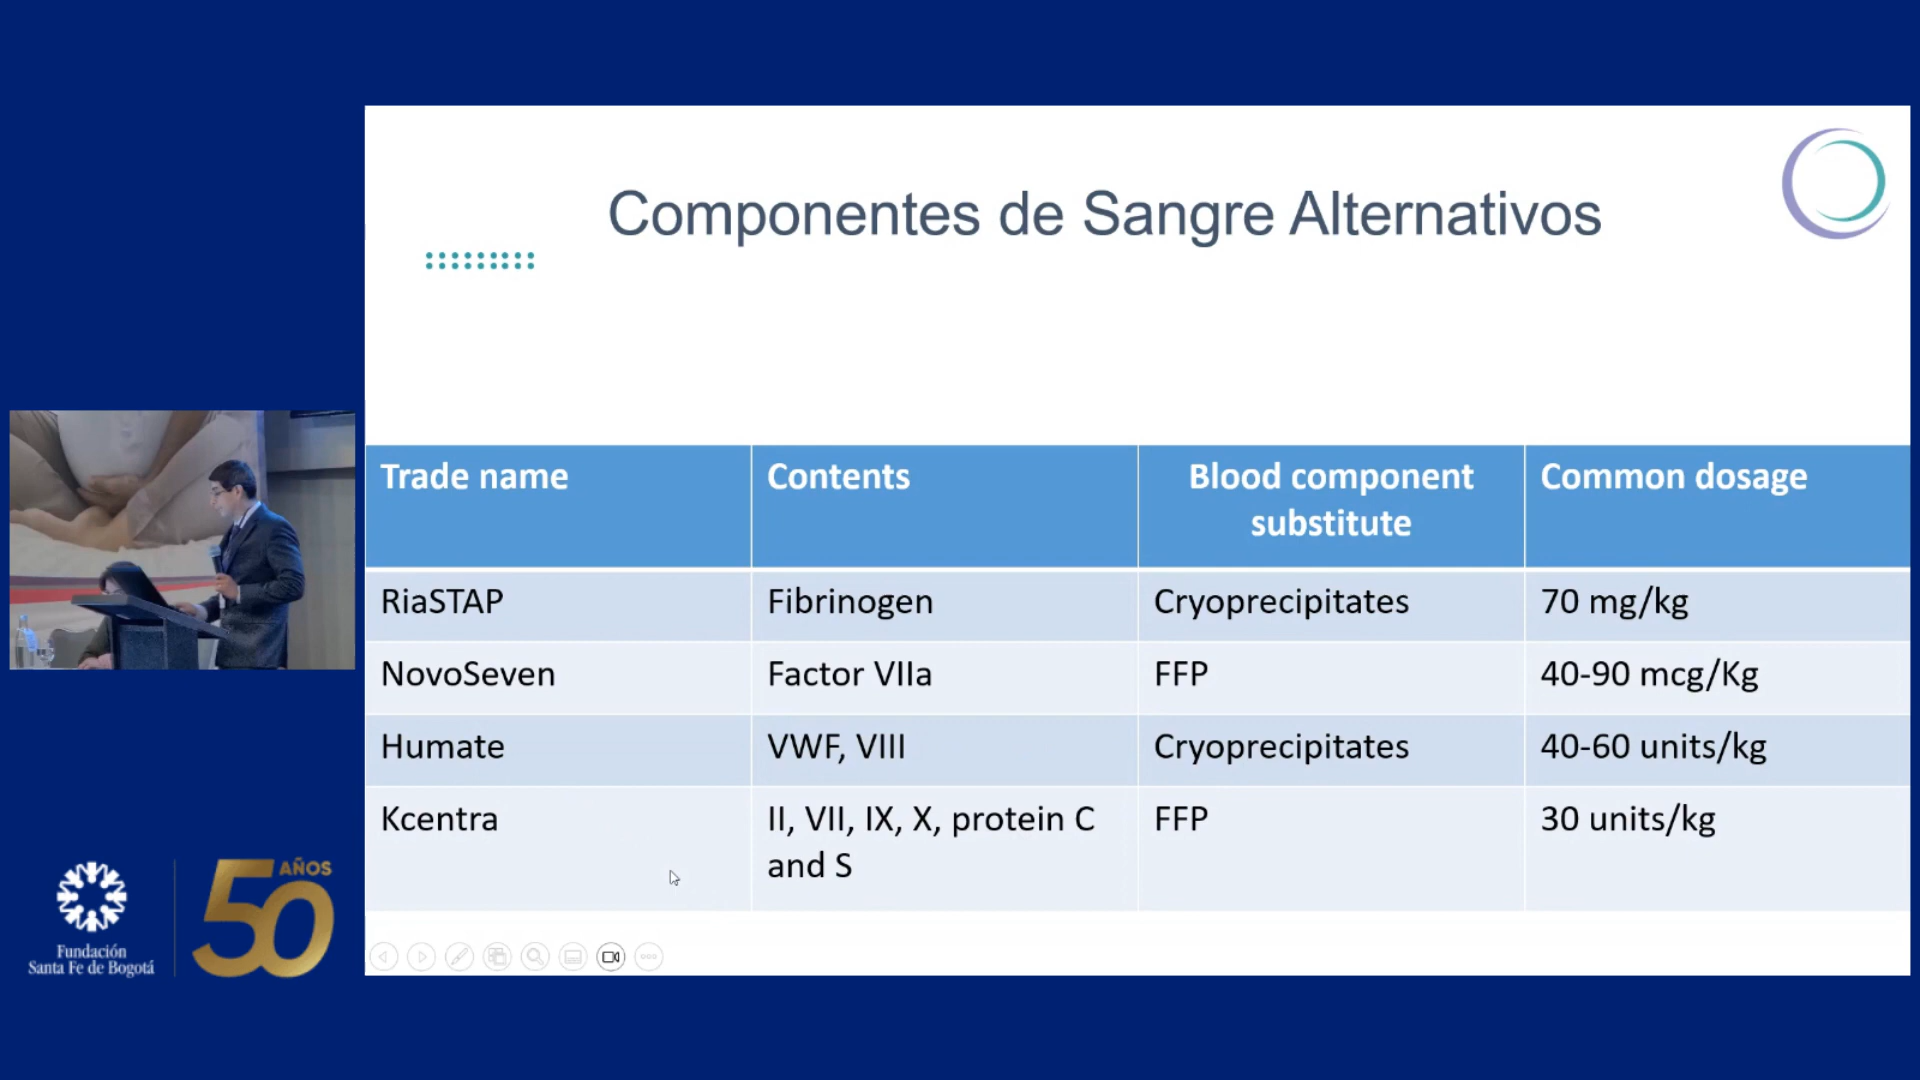 Componentes de Sangre Alternativos
Trade name
Contents
Blood component
substitute
Common dosage
RiaSTAP
Fibrinogen
Cryoprecipitates
70 mg/kg
NovoSeven
Factor VIIa
FFP
40-90 mcg/Kg
Humate
VWF, VIII
Cryoprecipitates
40-60 units/kg
Kcentra
II, VII, IX, X, protein C
and S
FFP
30 units/kg
Fundación
Santa Fe de Bogotá
50 AÑOS